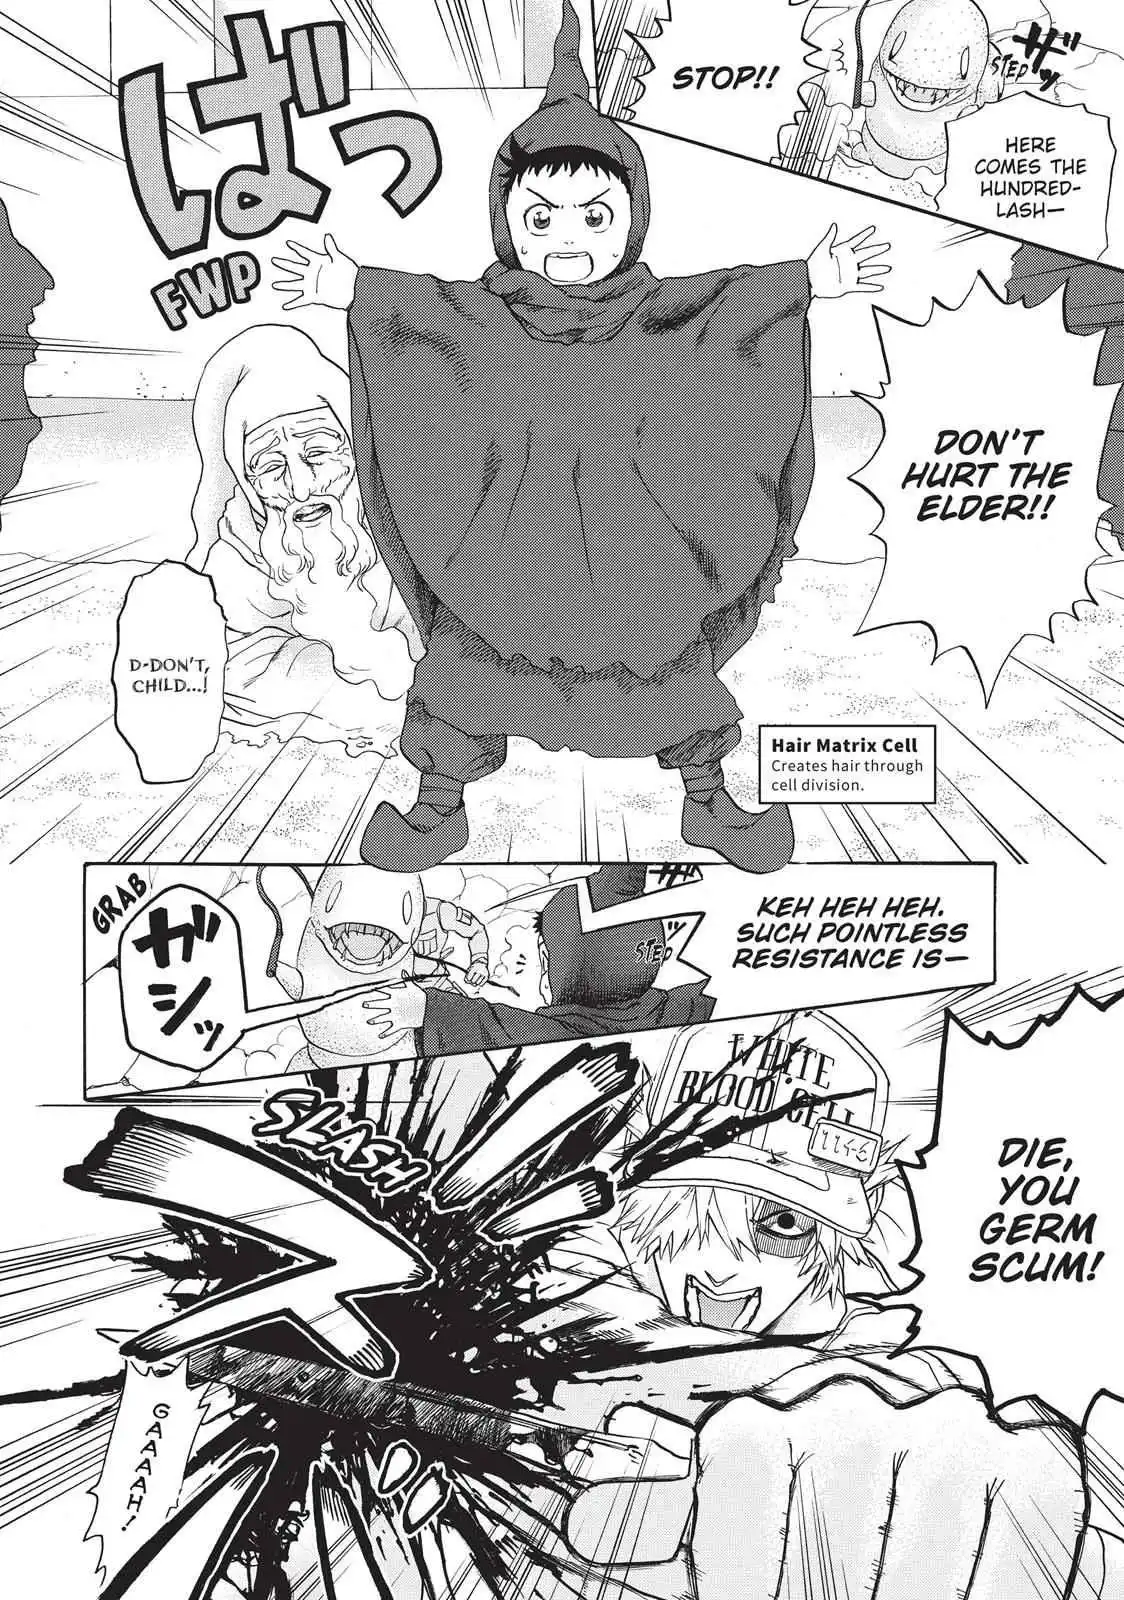 STOP!!
ザッ
STEP
HERE
COMES THE
HUNDRED-
LASH—
ばっ
FWP
DON'T
HURT THE
ELDER!!
D-DON'T,
CHILD...!
Hair Matrix Cell
Creates hair through
cell division.
KEH HEH HEH.
SUCH POINTLESS
RESISTANCE IS—
STEP
GRAB
ガシッ
WHITE
BLOOD CELL
1146
DIE,
YOU
GERM
SCUM!
SLASH
GAAAAH!